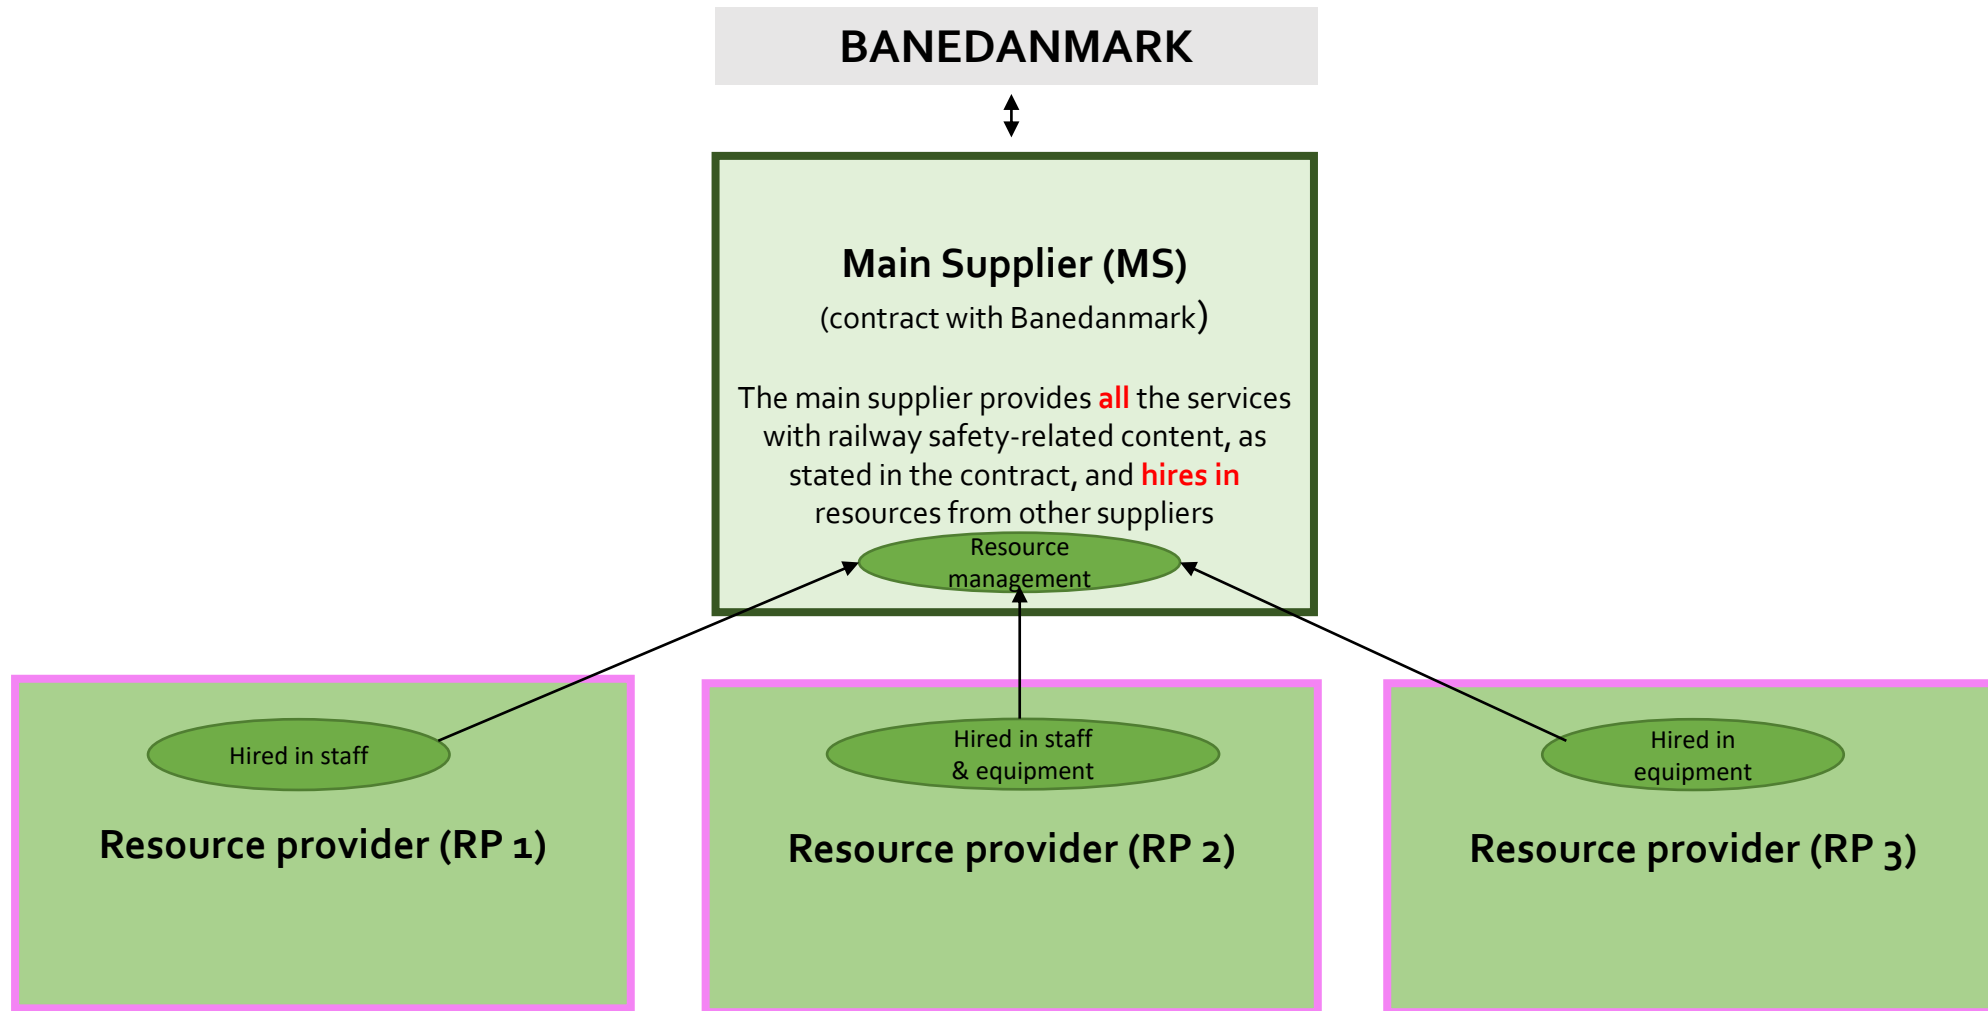 BANEDANMARK
Main Supplier (MS)
(contract with Banedanmark)
The main supplier provides all the services
with railway safety-related content, as
stated in the contract, and hires in
resources from other suppliers
Resource
management
Hired in staff
Resource provider (RP 1)
Hired in staff
& equipment
Resource provider (RP 2)
Hired in
equipment
Resource provider (RP 3)